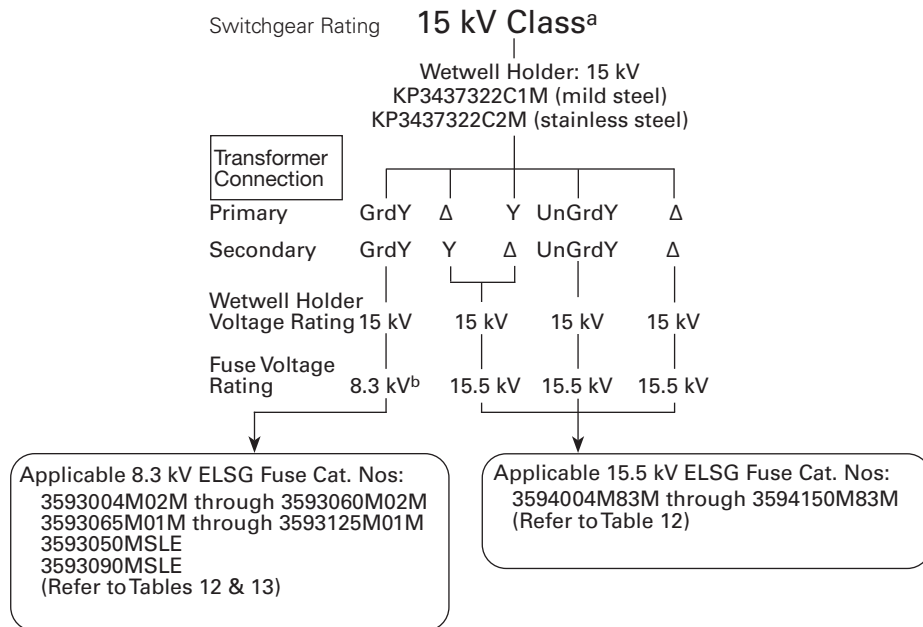 Switchgear Rating 15 kV Classᵃ
Wetwell Holder: 15 kV
KP3437322C1M (mild steel)
KP3437322C2M (stainless steel)
Transformer
Connection
Primary GrdY Δ Y UnGrdY Δ
Secondary GrdY Y Δ UnGrdY Δ
Wetwell Holder
Voltage Rating 15 kV 15 kV 15 kV 15 kV
Fuse Voltage
Rating 8.3 kVᵇ 15.5 kV 15.5 kV 15.5 kV
Applicable 8.3 kV ELSG Fuse Cat. Nos:
3593004M02M through 3593060M02M
3593065M01M through 3593125M01M
3593050MSLE
3593090MSLE
(Refer to Tables 12 & 13)
Applicable 15.5 kV ELSG Fuse Cat. Nos:
3594004M83M through 3594150M83M
(Refer to Table 12)